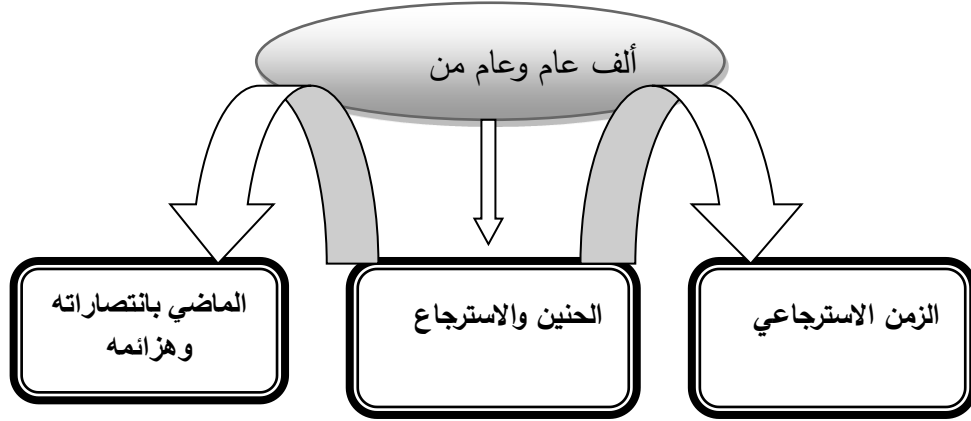 ألف عام وعام من
الزمن الاسترجاعي
الحنين والاسترجاع
الماضي بانتصاراته
وهزائمه